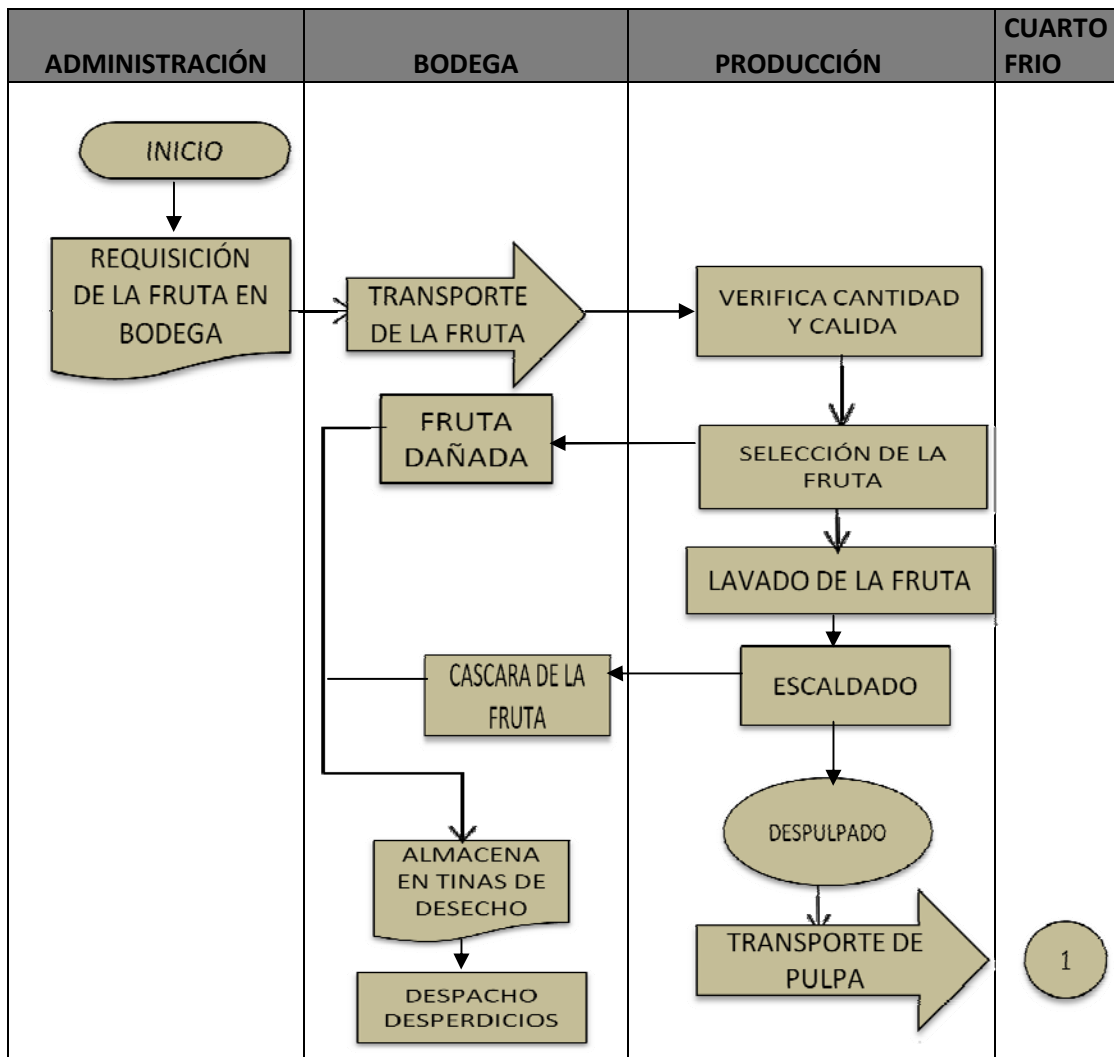 ADMINISTRACIÓN
BODEGA
PRODUCCIÓN
CUARTO
FRIO
INICIO
REQUISICIÓN
DE LA FRUTA EN
BODEGA
TRANSPORTE
DE LA FRUTA
VERIFICA CANTIDAD
Y CALIDA
FRUTA
DAÑADA
SELECCIÓN DE LA
FRUTA
LAVADO DE LA FRUTA
CASCARA DE LA
FRUTA
ESCALDADO
DESPULPADO
ALMACENA
EN TINAS DE
DESECHO
TRANSPORTE DE
PULPA
1
DESPACHO
DESPERDICIOS